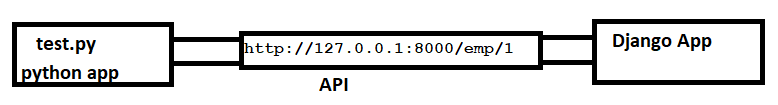 test.py
python app
http://127.0.0.1:8000/emp/1
API
Django App